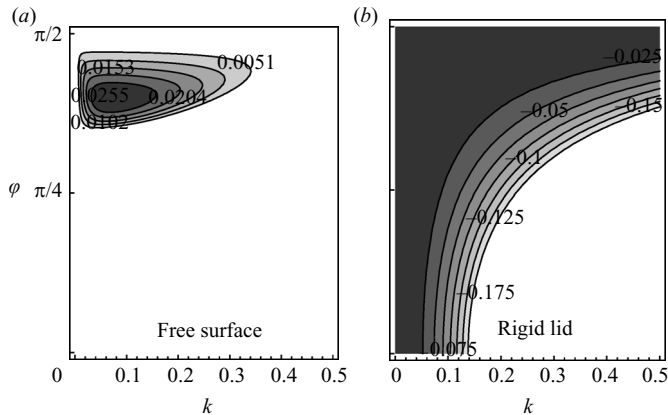 (a)
π/2
0.0153
0.0051
0.0255
0.0204
0.0102
φ
π/4
Free surface
0
0.1
0.2
0.3
0.4
0.5
k
(b)
–0.025
–0.05
–0.15
–0.1
–0.125
–0.175
0.075
Rigid lid
0
0.1
0.2
0.3
0.4
0.5
k